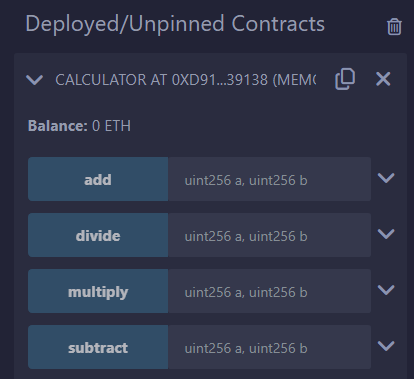 Deployed/Unpinned Contracts
CALCULATOR AT 0XD91...39138 (MEMO
Balance: 0 ETH
add uint256 a, uint256 b
divide uint256 a, uint256 b
multiply uint256 a, uint256 b
subtract uint256 a, uint256 b